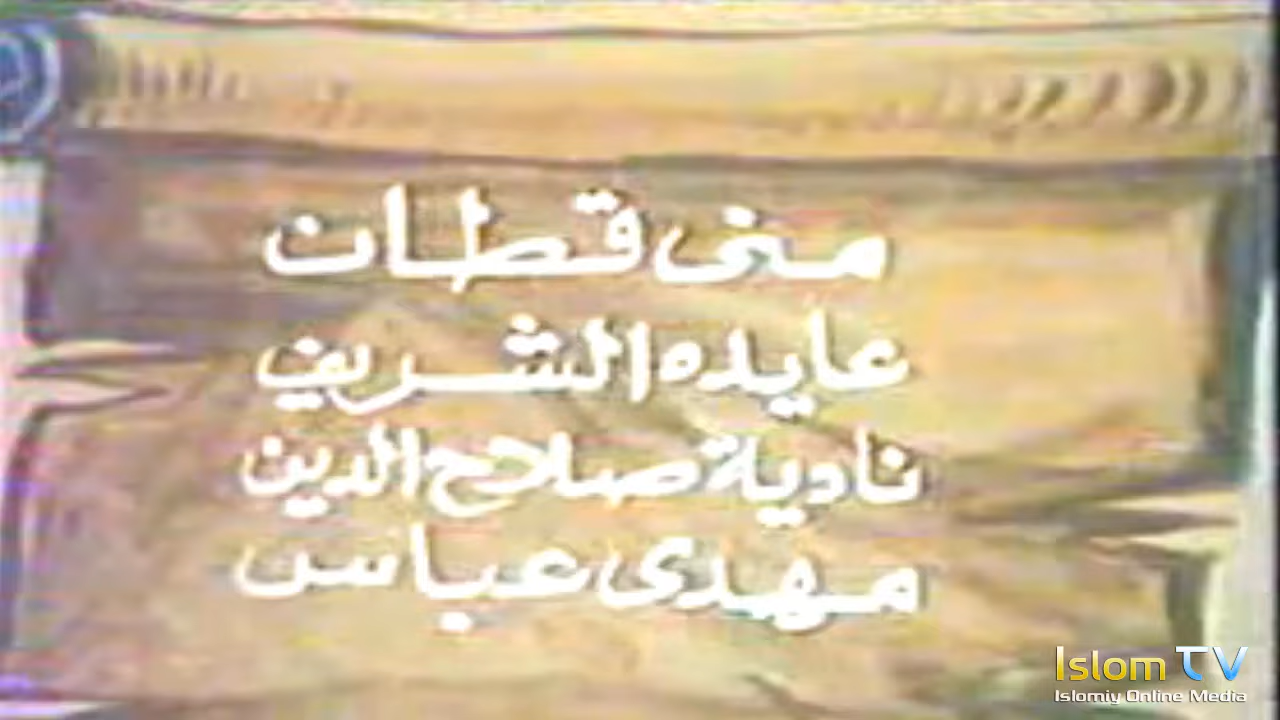 منى قطان
عايده الشريف
نادية صلاح الدين
مهدى عباس
Islom TV
Islomiy Online Media